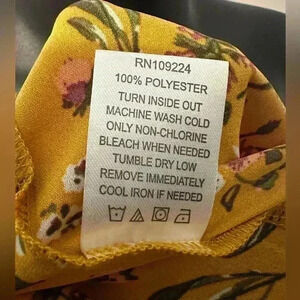 RN109224
100% POLYESTER
TURN INSIDE OUT
MACHINE WASH COLD
ONLY NON-CHLORINE
BLEACH WHEN NEEDED
TUMBLE DRY LOW
REMOVE IMMEDIATELY
COOL IRON IF NEEDED